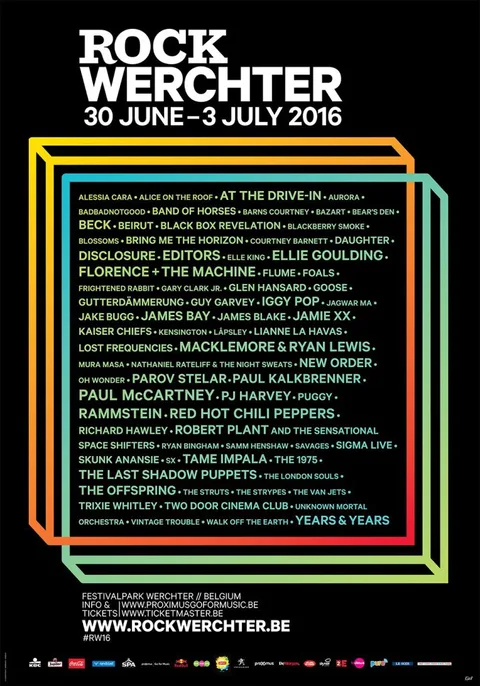 ROCK
WERCHTER
30 JUNE – 3 JULY 2016
ALESSIA CARA • ALICE ON THE ROOF • AT THE DRIVE-IN • AURORA •
BADBADNOTGOOD • BAND OF HORSES • BARNS COURTNEY • BAZART • BEAR'S DEN •
BECK • BEIRUT • BLACK BOX REVELATION • BLACKBERRY SMOKE •
BLOSSOMS • BRING ME THE HORIZON • COURTNEY BARNETT • DAUGHTER •
DISCLOSURE • EDITORS • ELLE KING • ELLIE GOULDING •
FLORENCE + THE MACHINE • FLUME • FOALS •
FRIGHTENED RABBIT • GARY CLARK JR. • GLEN HANSARD • GOOSE •
GUTTERDÄMMERUNG • GUY GARVEY • IGGY POP • JAGWAR MA •
JAKE BUGG • JAMES BAY • JAMES BLAKE • JAMIE XX •
KAISER CHIEFS • KENSINGTON • LÅPSLEY • LIANNE LA HAVAS •
LOST FREQUENCIES • MACKLEMORE & RYAN LEWIS •
MURA MASA • NATHANIEL RATELIFF & THE NIGHT SWEATS • NEW ORDER •
OH WONDER • PAROV STELAR • PAUL KALKBRENNER •
PAUL McCARTNEY • PJ HARVEY • PUGGY •
RAMMSTEIN • RED HOT CHILI PEPPERS •
RICHARD HAWLEY • ROBERT PLANT AND THE SENSATIONAL
SPACE SHIFTERS • RYAN BINGHAM • SAMM HENSHAW • SAVAGES • SIGMA LIVE •
SKUNK ANANSIE • SX • TAME IMPALA • THE 1975 •
THE LAST SHADOW PUPPETS • THE LONDON SOULS •
THE OFFSPRING • THE STRUTS • THE STRYPES • THE VAN JETS •
TRIXIE WHITLEY • TWO DOOR CINEMA CLUB • UNKNOWN MORTAL
ORCHESTRA • VINTAGE TROUBLE • WALK OFF THE EARTH • YEARS & YEARS
FESTIVALPARK WERCHTER // BELGIUM
INFO & | WWW.PROXIMUSGOFORMUSIC.BE
TICKETS | WWW.TICKETMASTER.BE
WWW.ROCKWERCHTER.BE
#RW16
KBC Coca-Cola SPA Red Bull proximus